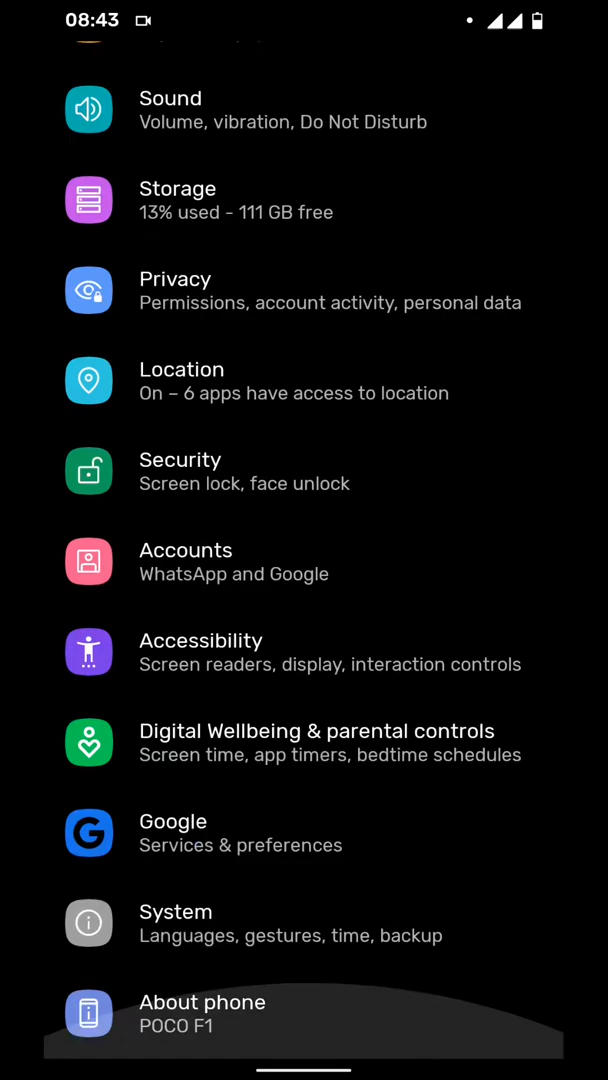 08:43
Sound
Volume, vibration, Do Not Disturb
Storage
13% used - 111 GB free
Privacy
Permissions, account activity, personal data
Location
On – 6 apps have access to location
Security
Screen lock, face unlock
Accounts
WhatsApp and Google
Accessibility
Screen readers, display, interaction controls
Digital Wellbeing & parental controls
Screen time, app timers, bedtime schedules
Google
Services & preferences
System
Languages, gestures, time, backup
About phone
POCO F1